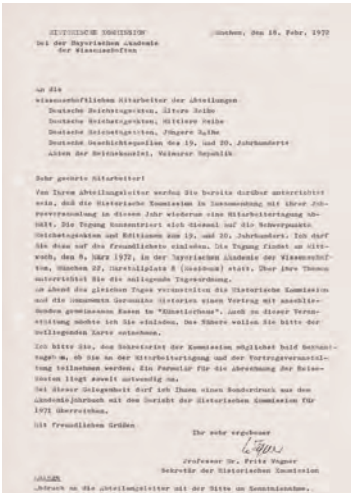 HISTORISCHE KOMMISSION München, den 18. Febr. 1972
bei der Bayerischen Akademie
der Wissenschaften
An die
wissenschaftlichen Mitarbeiter der Abteilungen
Deutsche Reichstagsakten, Ältere Reihe
Deutsche Reichstagsakten, Mittlere Reihe
Deutsche Reichstagsakten, Jüngere Reihe
Deutsche Geschichtsquellen des 19. und 20. Jahrhunderts
Akten der Reichskanzlei, Weimarer Republik
Sehr geehrte Mitarbeiter!
Von Ihrem Abteilungsleiter werden Sie bereits darüber unterrichtet
sein, daß die Historische Kommission in Zusammenhang mit ihrer Jah-
resversammlung in diesem Jahr wiederum eine Mitarbeitertagung ab-
hält. Die Tagung konzentriert sich diesmal auf die Schwerpunkte
Reichstagsakten und Editionen zum 19. und 20. Jahrhundert. Ich darf
Sie dazu auf das freundlichste einladen. Die Tagung findet am Mitt-
woch, den 8. März 1972, in der Bayerischen Akademie der Wissenschaf-
ten, München 22, Marstallplatz 8 (Residenz) statt. Über ihre Themen
unterrichtet Sie die anliegende Tagesordnung.
Am Abend des gleichen Tages veranstalten die Historische Kommission
und die Monumenta Germaniae Historica einen Vortrag mit anschlie-
ßendem gemeinsamen Essen im "Künstlerhaus". Auch zu dieser Veran-
staltung möchte ich Sie einladen. Das Nähere wollen Sie bitte der
beiliegenden Karte entnehmen.
Ich bitte Sie, dem Sekretariat der Kommission möglichst bald
ob Sie an der Mitarbeitertagung und der Vortragsveranstal-
tung teilnehmen werden. Ein Formular für die Abrechnung der Reise-
kosten liegt soweit notwendig an.
Bei dieser Gelegenheit darf ich Ihnen einen Sonderdruck aus dem
Akademiejahrbuch mit dem Bericht der Historischen Kommission für
1971 überreichen.
Mit freundlichen Grüßen
Ihr sehr ergebener
Professor Dr. Fritz Wagner
Sekretär der Historischen Kommission
Anlagen
Abdruck an die Abteilungsleiter mit der Bitte um Kenntnisnahme.